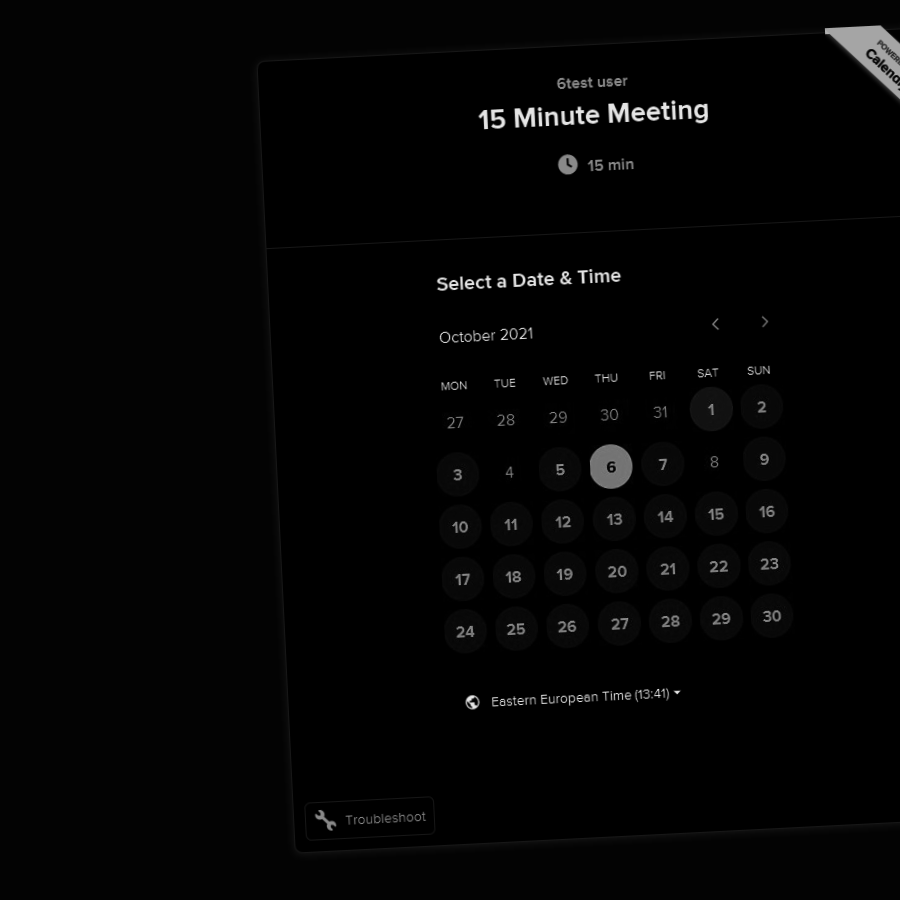 POWERED
Calendly
6test user
15 Minute Meeting
15 min
Select a Date & Time
October 2021
MON TUE WED THU FRI SAT SUN
27 28 29 30 31 1 2
3 4 5 6 7 8 9
10 11 12 13 14 15 16
17 18 19 20 21 22 23
24 25 26 27 28 29 30
Eastern European Time (13:41)
Troubleshoot